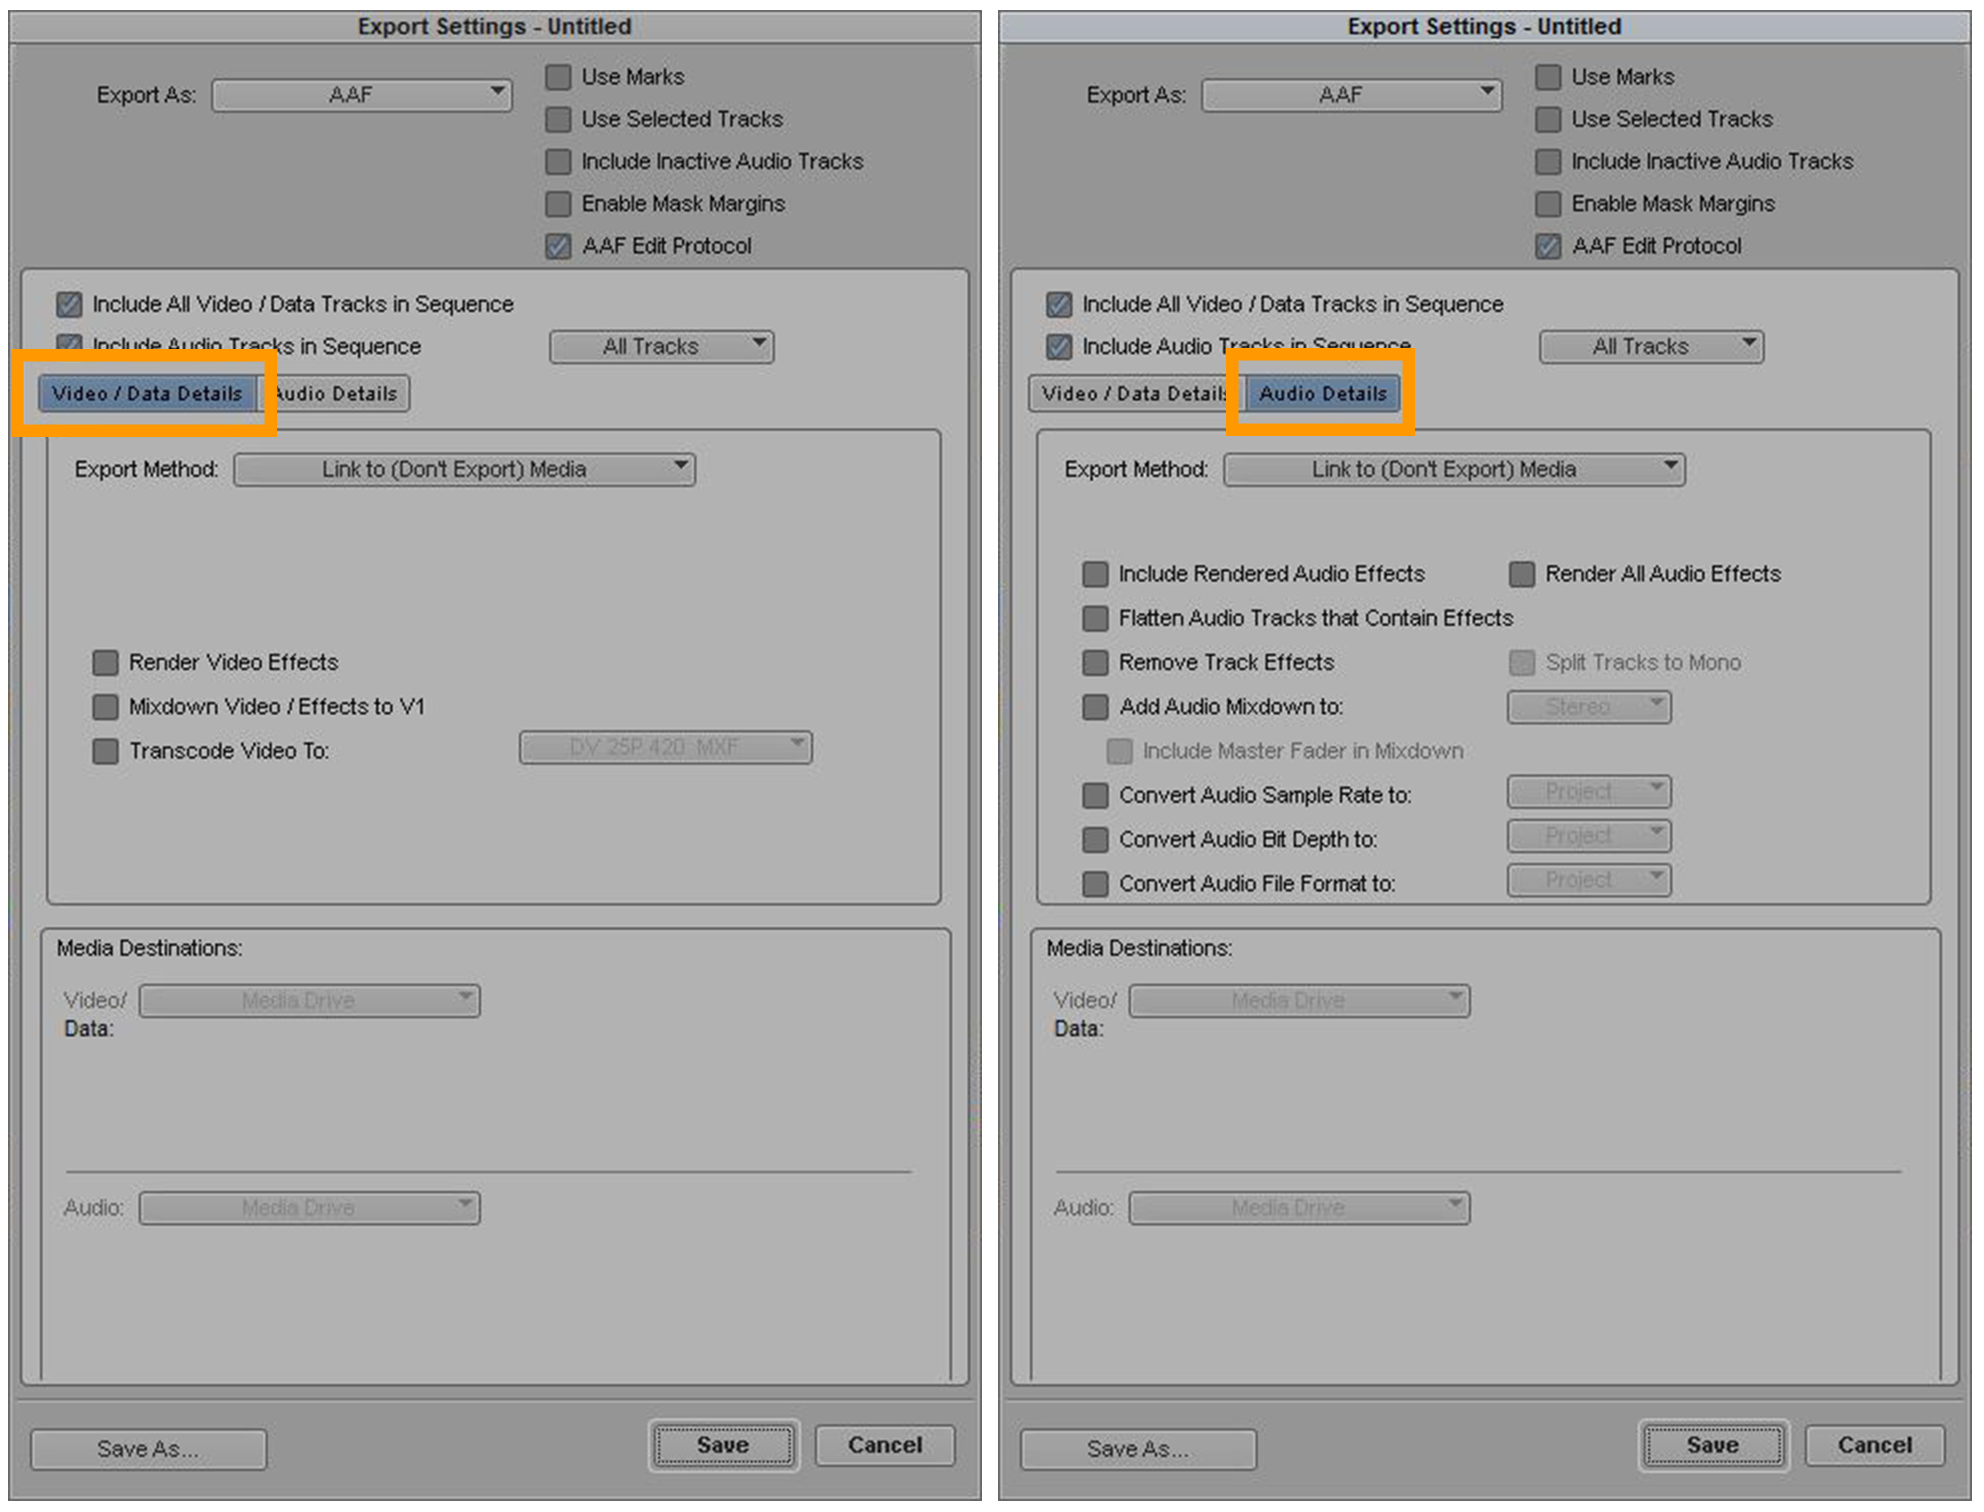 Export Settings - Untitled
Export As: AAF
Use Marks
Use Selected Tracks
Include Inactive Audio Tracks
Enable Mask Margins
AAF Edit Protocol
Include All Video / Data Tracks in Sequence
Include Audio Tracks in Sequence All Tracks
Video / Data Details Audio Details
Export Method: Link to (Don't Export) Media
Render Video Effects
Mixdown Video / Effects to V1
Transcode Video To: DV 25P 420 MXF
Media Destinations:
Video/ Media Drive
Data:
Audio: Media Drive
Save As... Save Cancel
Export Settings - Untitled
Export As: AAF
Use Marks
Use Selected Tracks
Include Inactive Audio Tracks
Enable Mask Margins
AAF Edit Protocol
Include All Video / Data Tracks in Sequence
Include Audio Tracks in Sequence All Tracks
Video / Data Details Audio Details
Export Method: Link to (Don't Export) Media
Include Rendered Audio Effects Render All Audio Effects
Flatten Audio Tracks that Contain Effects
Remove Track Effects Split Tracks to Mono
Add Audio Mixdown to: Stereo
Include Master Fader in Mixdown
Convert Audio Sample Rate to: Project
Convert Audio Bit Depth to: Project
Convert Audio File Format to: Project
Media Destinations:
Video/ Media Drive
Data:
Audio: Media Drive
Save As... Save Cancel